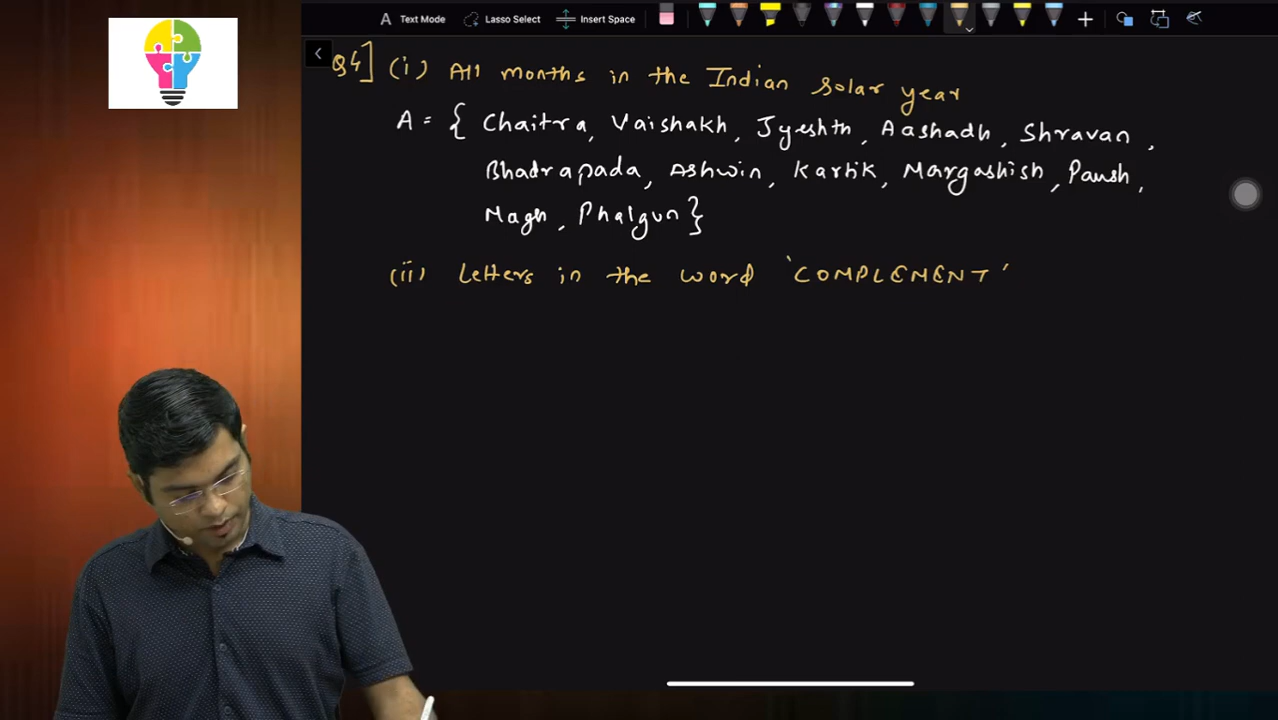 Text Mode Lasso Select Insert Space
Q4] (i) All months in the Indian Solar year
A = { Chaitra, Vaishakh, Jyeshth, Aashadh, Shravan,
Bhadrapada, Ashwin, Kartik, Margashish, Paush,
Magh, Phalgun }
(ii) Letters in the word 'COMPLEMENT'